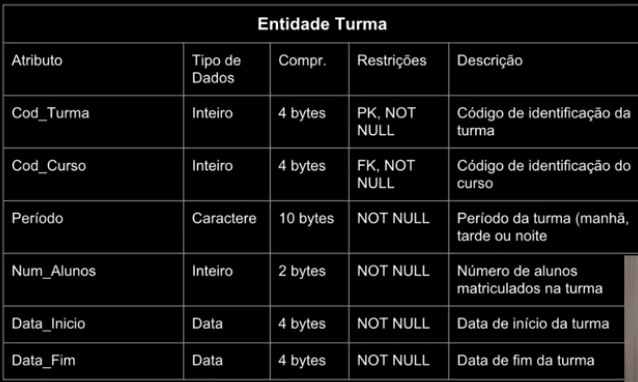 Entidade Turma
Atributo Tipo de Dados Compr. Restrições Descrição
Cod_Turma Inteiro 4 bytes PK, NOT NULL Código de identificação da turma
Cod_Curso Inteiro 4 bytes FK, NOT NULL Código de identificação do curso
Período Caractere 10 bytes NOT NULL Período da turma (manhã, tarde ou noite
Num_Alunos Inteiro 2 bytes NOT NULL Número de alunos matriculados na turma
Data_Inicio Data 4 bytes NOT NULL Data de início da turma
Data_Fim Data 4 bytes NOT NULL Data de fim da turma